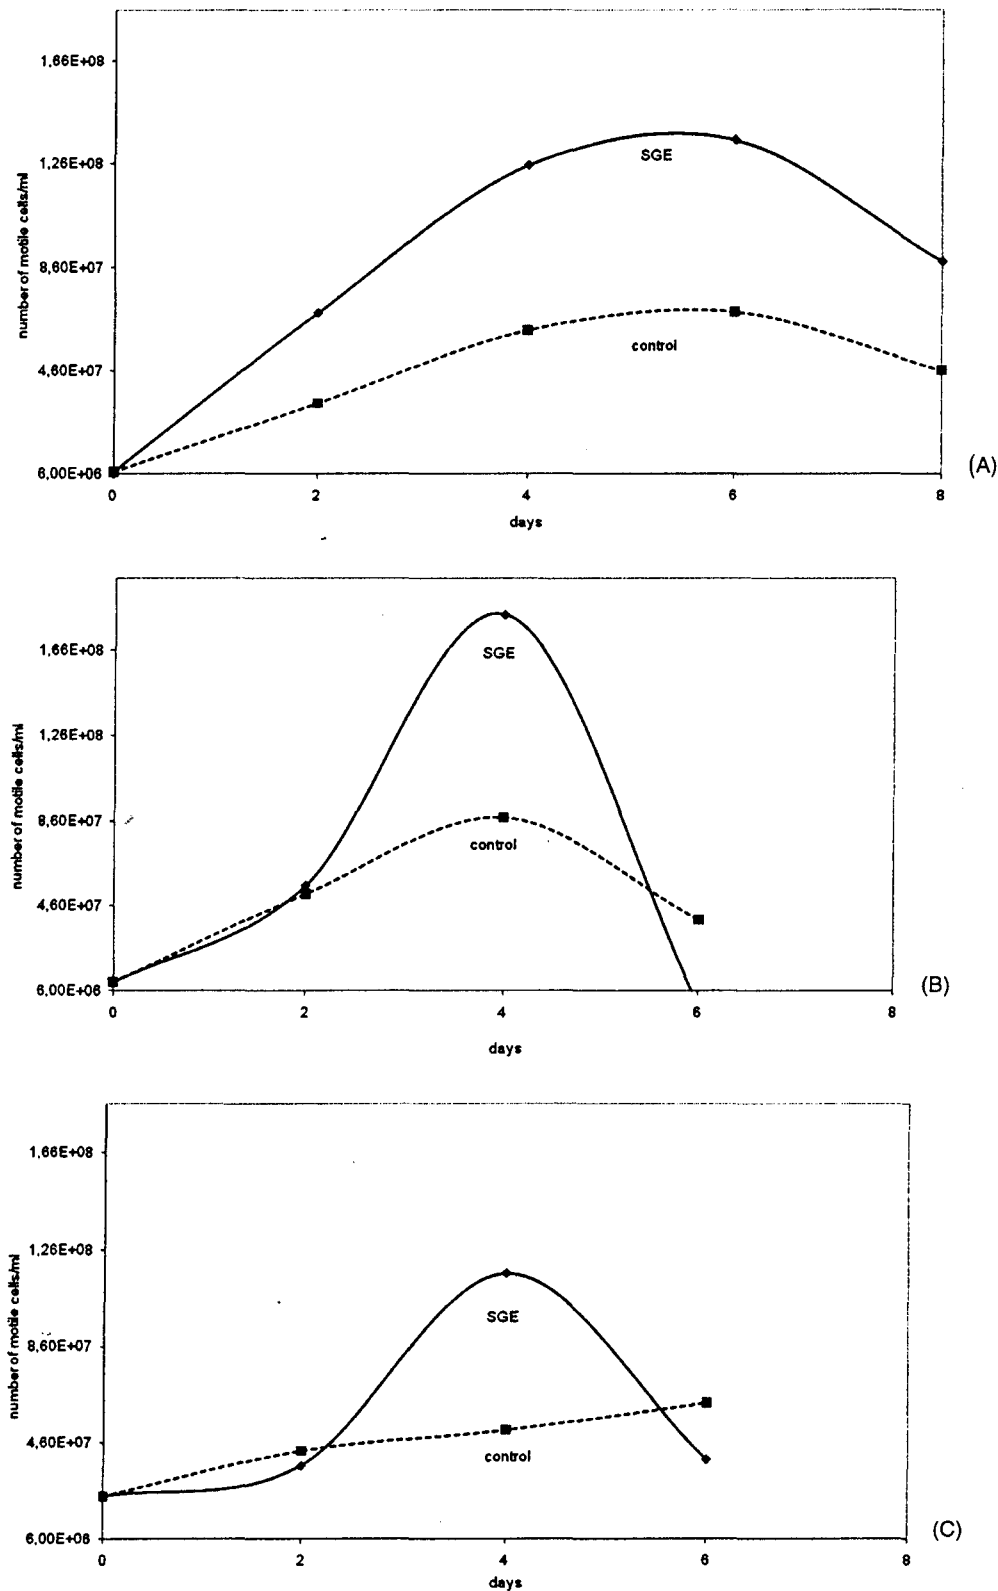 1,66E+08
1,26E+08
8,60E+07
4,60E+07
6,00E+06
number of motile cells/ml
SGE
control
0 2 4 6 8
days
(A)
1,66E+08
1,26E+08
8,60E+07
4,60E+07
6,00E+06
number of motile cells/ml
SGE
control
0 2 4 6 8
days
(B)
1,66E+08
1,26E+08
8,60E+07
4,60E+07
6,00E+06
number of motile cells/ml
SGE
control
0 2 4 6 8
days
(C)